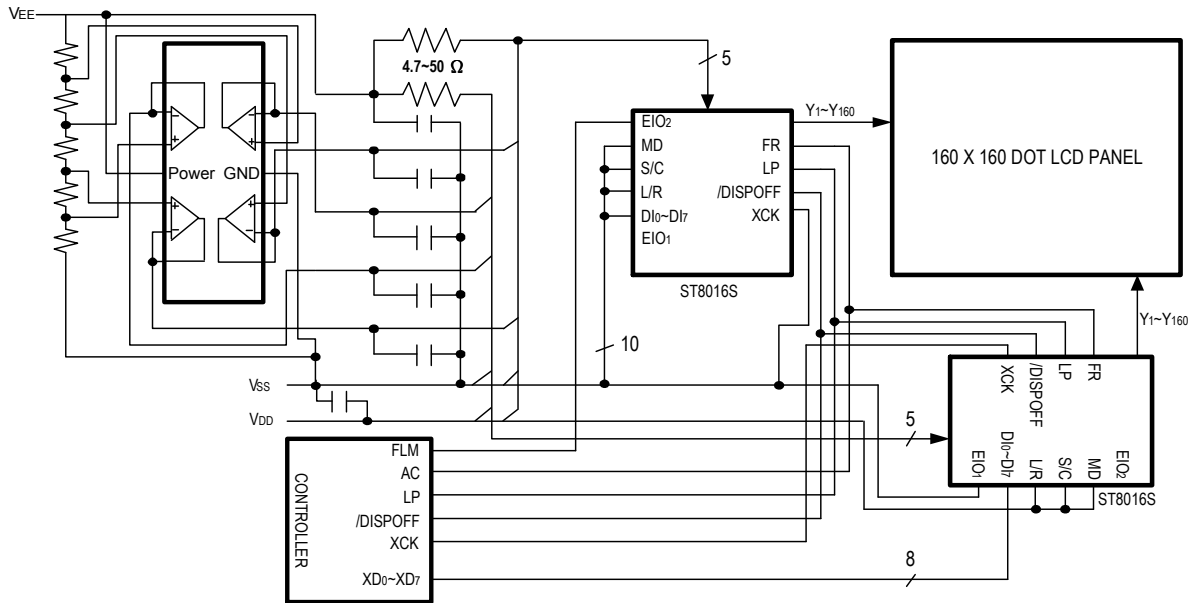 VEE
4.7~50 Ω
Power GND
5
EIO2
MD
S/C
L/R
DI0~DI7
EIO1
FR
LP
/DISPOFF
XCK
ST8016S
Y1~Y160
160 X 160 DOT LCD PANEL
Y1~Y160
10
VSS
VDD
XCK
/DISPOFF
LP
FR
5
EIO1
DI0~DI7
L/R
S/C
MD
EIO2
ST8016S
CONTROLLER
FLM
AC
LP
/DISPOFF
XCK
XD0~XD7
8